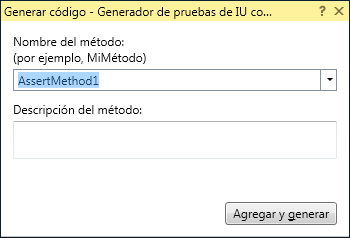 Generar código - Generador de pruebas de IU co... ? ×
Nombre del método:
(por ejemplo, MiMétodo)
AssertMethod1
Descripción del método:
Agregar y generar